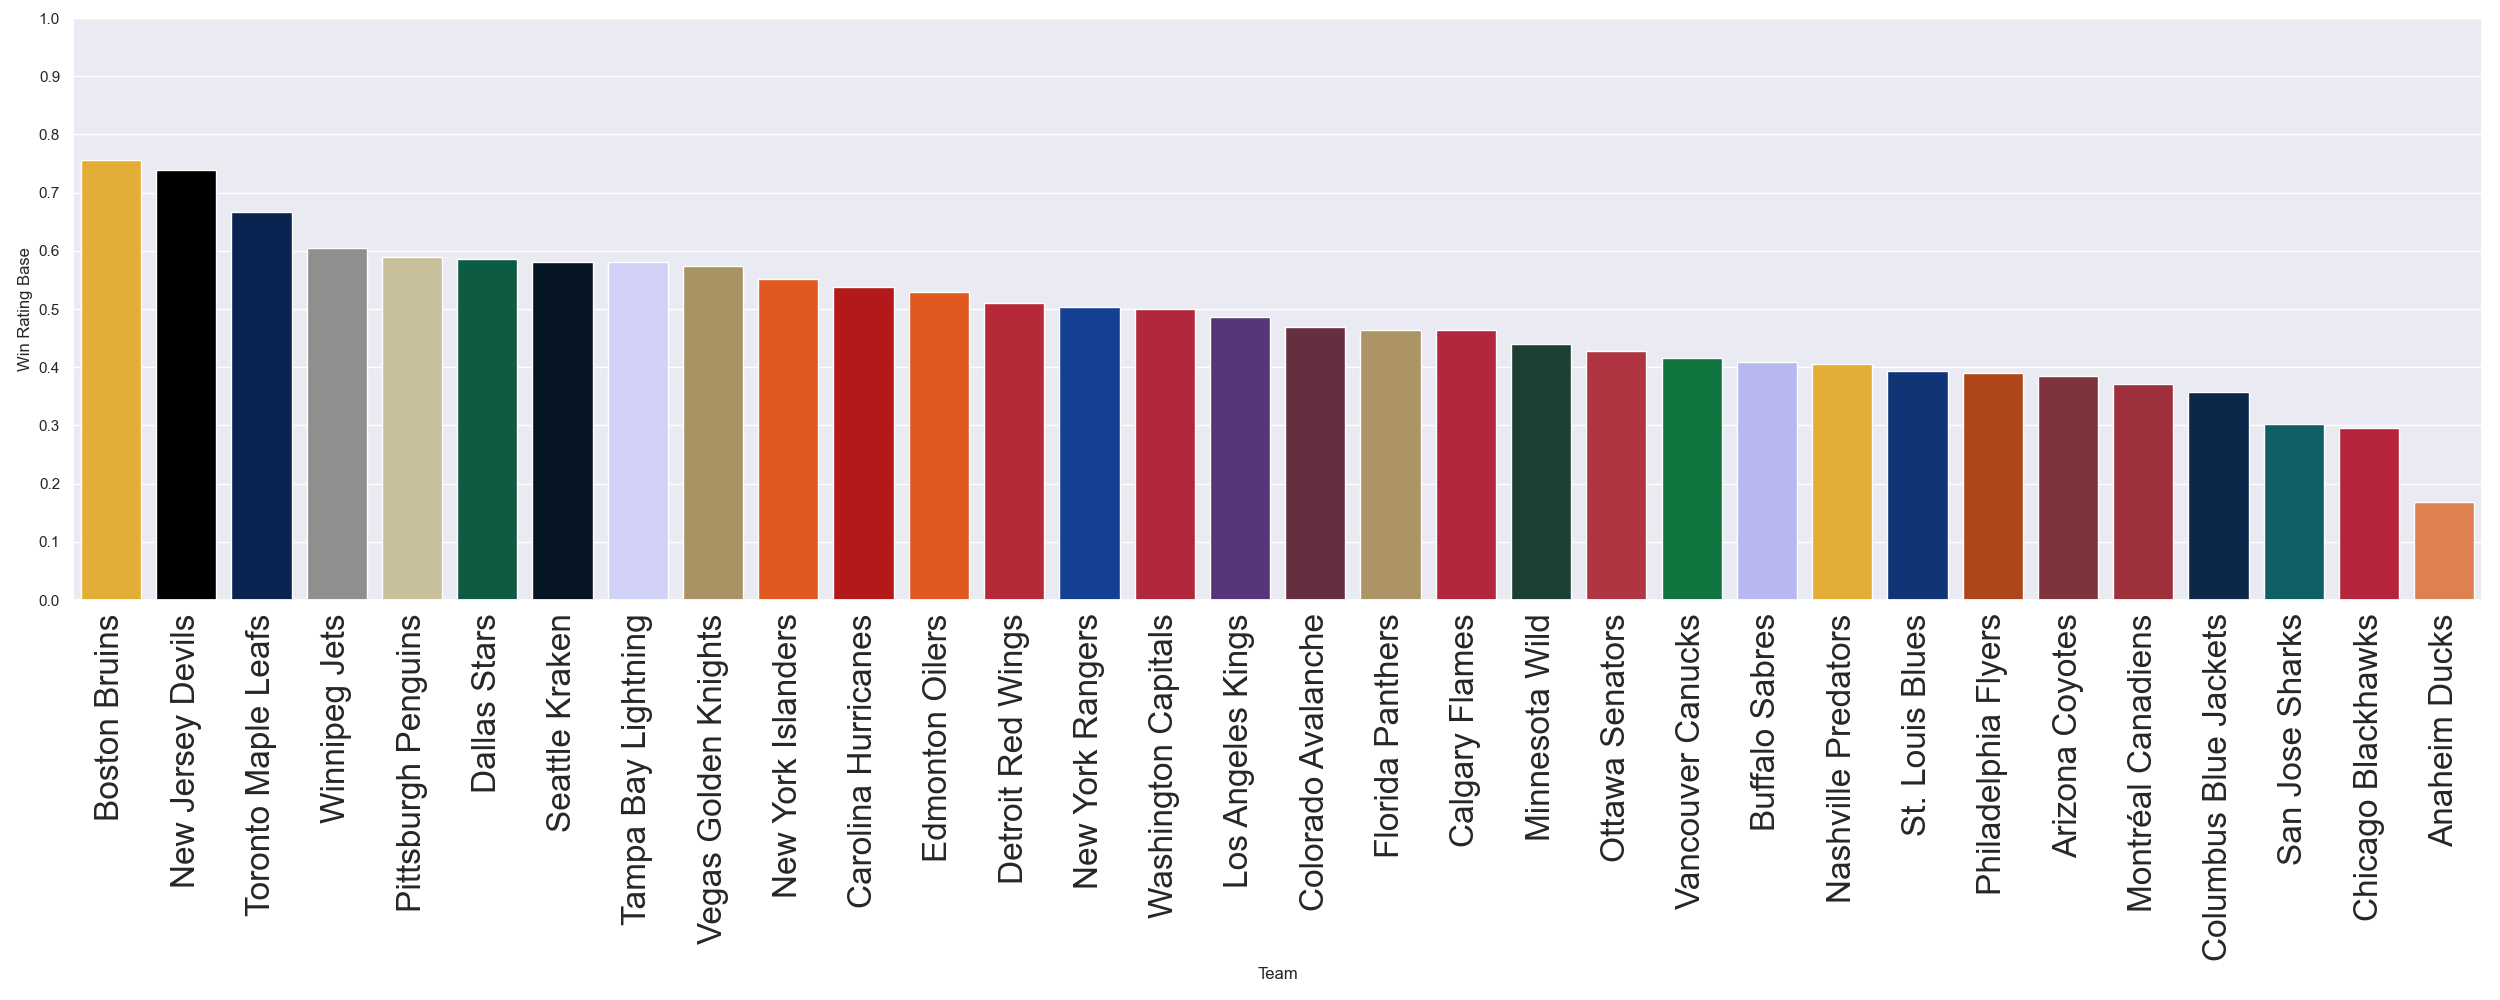 1.0
0.9
0.8
0.7
0.6
0.5
0.4
0.3
0.2
0.1
0.0
Win Rating Base
Boston Bruins
New Jersey Devils
Toronto Maple Leafs
Winnipeg Jets
Pittsburgh Penguins
Dallas Stars
Seattle Kraken
Tampa Bay Lightning
Vegas Golden Knights
New York Islanders
Carolina Hurricanes
Edmonton Oilers
Detroit Red Wings
New York Rangers
Washington Capitals
Los Angeles Kings
Colorado Avalanche
Florida Panthers
Calgary Flames
Minnesota Wild
Ottawa Senators
Vancouver Canucks
Buffalo Sabres
Nashville Predators
St. Louis Blues
Philadelphia Flyers
Arizona Coyotes
Montréal Canadiens
Columbus Blue Jackets
San Jose Sharks
Chicago Blackhawks
Anaheim Ducks
Team